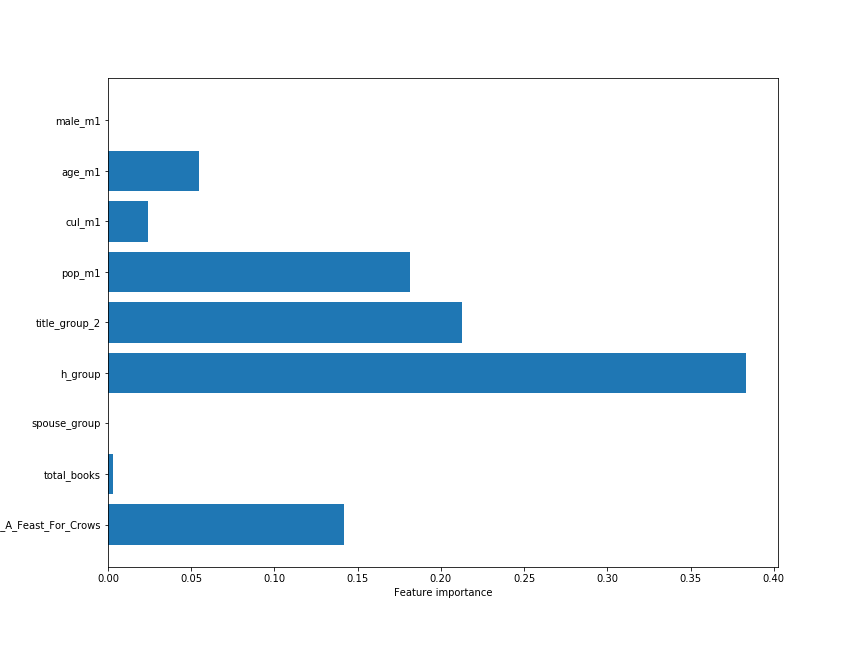 male_m1
age_m1
cul_m1
pop_m1
title_group_2
h_group
spouse_group
total_books
_A_Feast_For_Crows
0.00 0.05 0.10 0.15 0.20 0.25 0.30 0.35 0.40
Feature importance